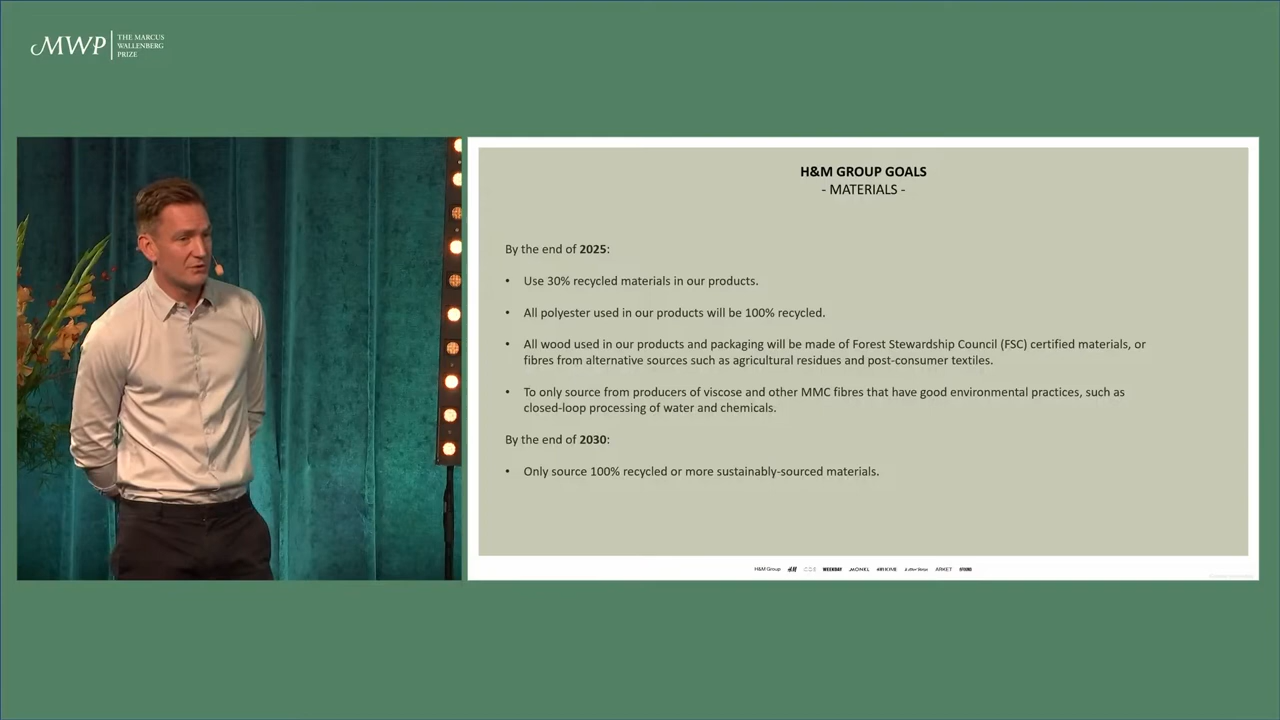 MWP
THE MARCUS
WALLENBERG
PRIZE
H&M GROUP GOALS
- MATERIALS -
By the end of 2025:
• Use 30% recycled materials in our products.
• All polyester used in our products will be 100% recycled.
• All wood used in our products and packaging will be made of Forest Stewardship Council (FSC) certified materials, or
fibres from alternative sources such as agricultural residues and post-consumer textiles.
• To only source from producers of viscose and other MMC fibres that have good environmental practices, such as
closed-loop processing of water and chemicals.
By the end of 2030:
• Only source 100% recycled or more sustainably-sourced materials.
H&M Group H&M COS WEEKDAY MONKI & Other Stories ARKET